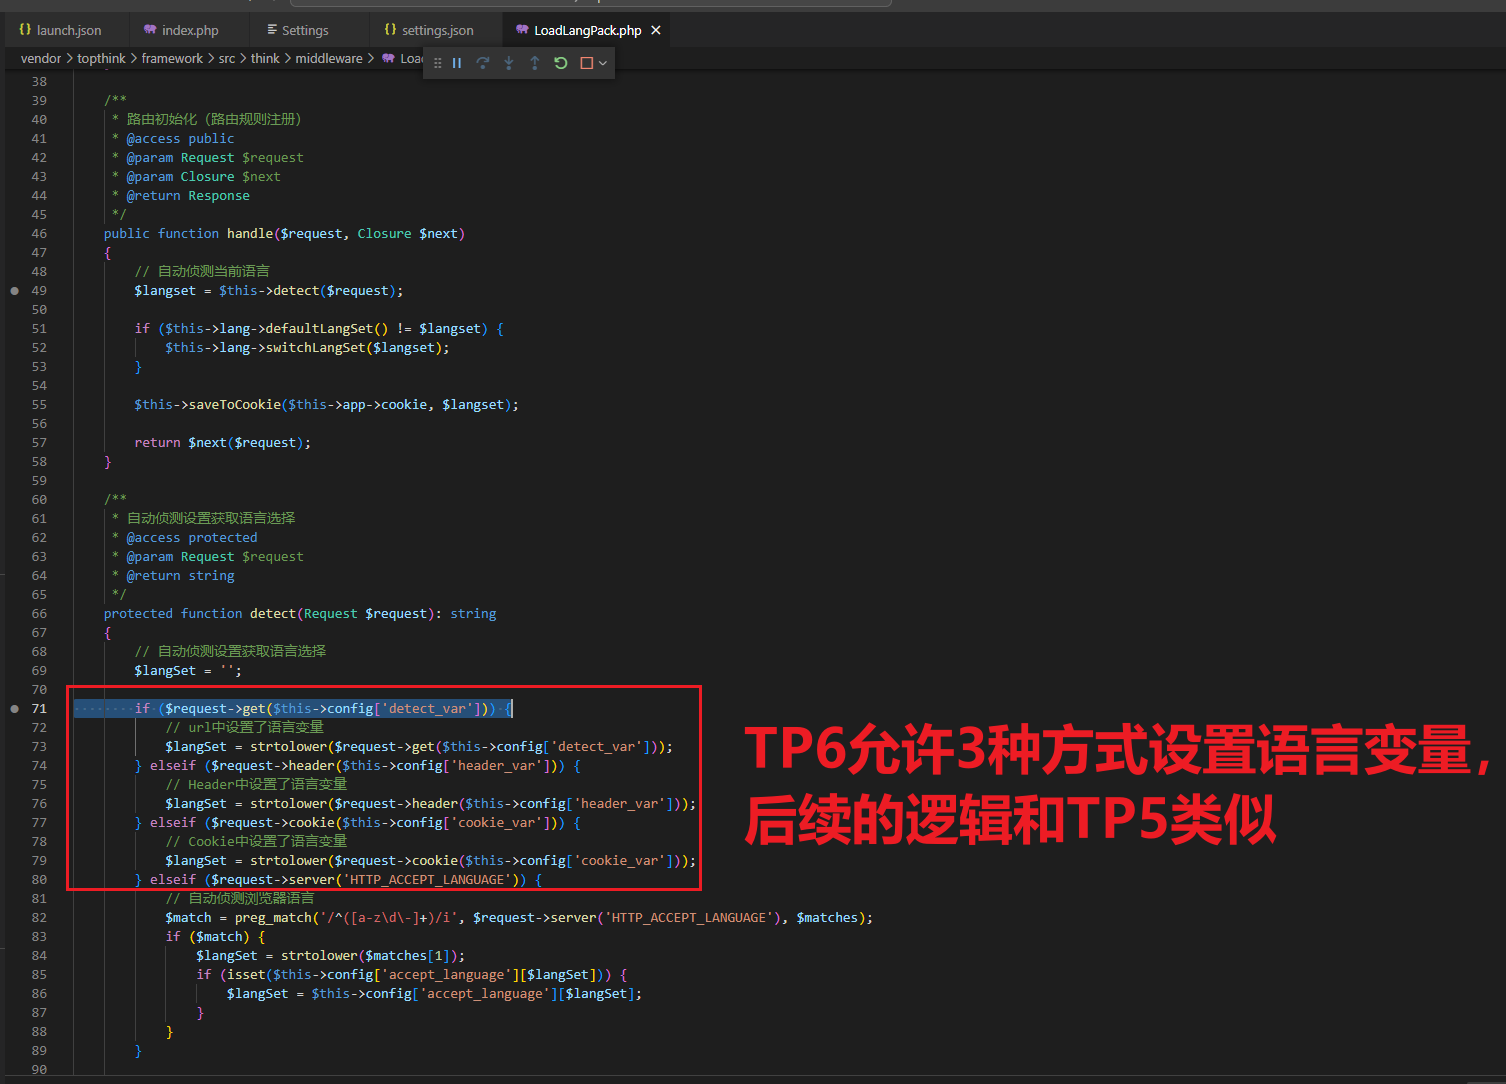 launch.json
index.php
Settings
settings.json
LoadLangPack.php
vendor > topthink > framework > src > think > middleware >
38
39 /**
40 * 路由初始化（路由规则注册）
41 * @access public
42 * @param Request $request
43 * @param Closure $next
44 * @return Response
45 */
46 public function handle($request, Closure $next)
47 {
48 // 自动侦测当前语言
49 $langset = $this->detect($request);
50
51 if ($this->lang->defaultLangSet() != $langset) {
52 $this->lang->switchLangSet($langset);
53 }
54
55 $this->saveToCookie($this->app->cookie, $langset);
56
57 return $next($request);
58 }
59
60 /**
61 * 自动侦测设置获取语言选择
62 * @access protected
63 * @param Request $request
64 * @return string
65 */
66 protected function detect(Request $request): string
67 {
68 // 自动侦测设置获取语言选择
69 $langSet = '';
70
71 if ($request->get($this->config['detect_var'])) {
72 // url中设置了语言变量
73 $langSet = strtolower($request->get($this->config['detect_var']));
74 } elseif ($request->header($this->config['header_var'])) {
75 // Header中设置了语言变量
76 $langSet = strtolower($request->header($this->config['header_var']));
77 } elseif ($request->cookie($this->config['cookie_var'])) {
78 // Cookie中设置了语言变量
79 $langSet = strtolower($request->cookie($this->config['cookie_var']));
80 } elseif ($request->server('HTTP_ACCEPT_LANGUAGE')) {
81 // 自动侦测浏览器语言
82 $match = preg_match('/^([a-z\d\-]+)/i', $request->server('HTTP_ACCEPT_LANGUAGE'), $matches);
83 if ($match) {
84 $langSet = strtolower($matches[1]);
85 if (isset($this->config['accept_language'][$langSet])) {
86 $langSet = $this->config['accept_language'][$langSet];
87 }
88 }
89 }
90
TP6允许3种方式设置语言变量，
后续的逻辑和TP5类似